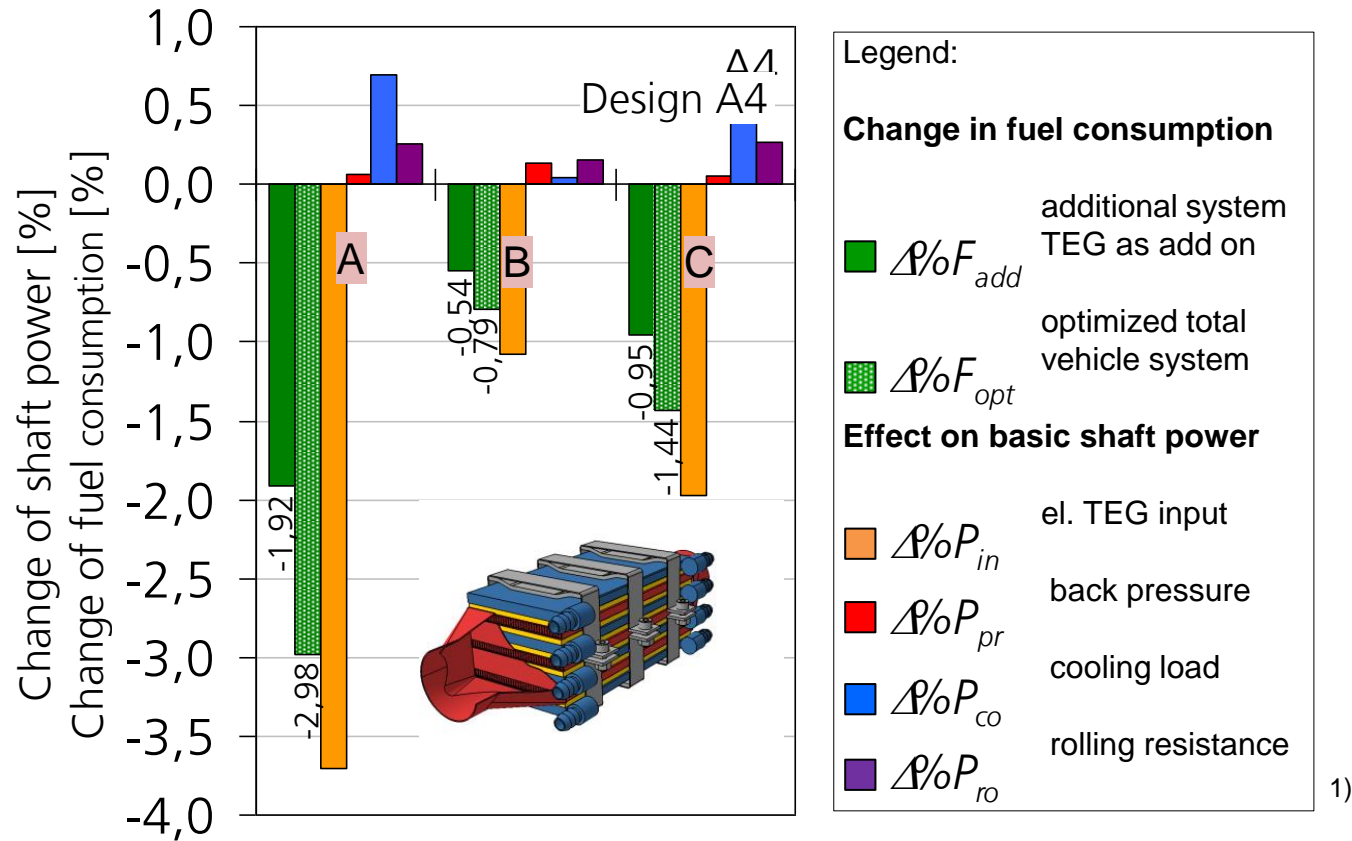 Change of shaft power [%]
Change of fuel consumption [%]
1,0
0,5
0,0
-0,5
-1,0
-1,5
-2,0
-2,5
-3,0
-3,5
-4,0
Design A4
A
B
C
-1,92
-2,98
-0,54
-0,79
-0,95
-1,44
Legend:
Change in fuel consumption
additional system
TEG as add on
Δ%F_add
optimized total
vehicle system
Δ%F_opt
Effect on basic shaft power
el. TEG input
Δ%P_in
back pressure
Δ%P_pr
cooling load
Δ%P_co
rolling resistance
Δ%P_ro
1)